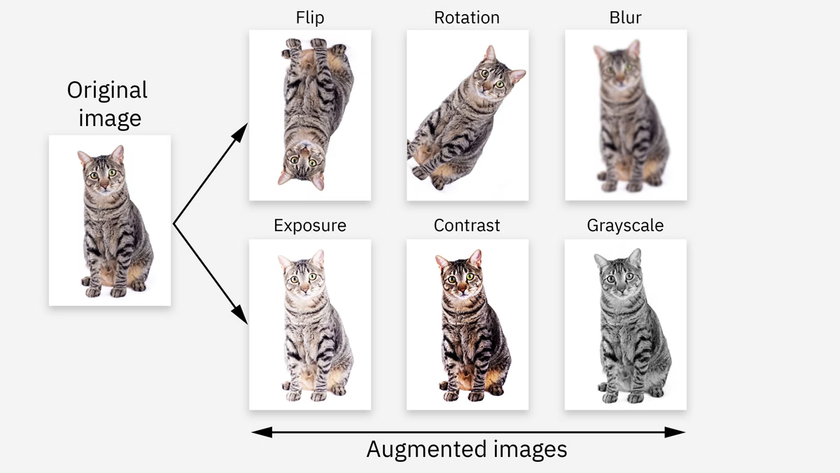 Original
image
Flip
Rotation
Blur
Exposure
Contrast
Grayscale
Augmented images